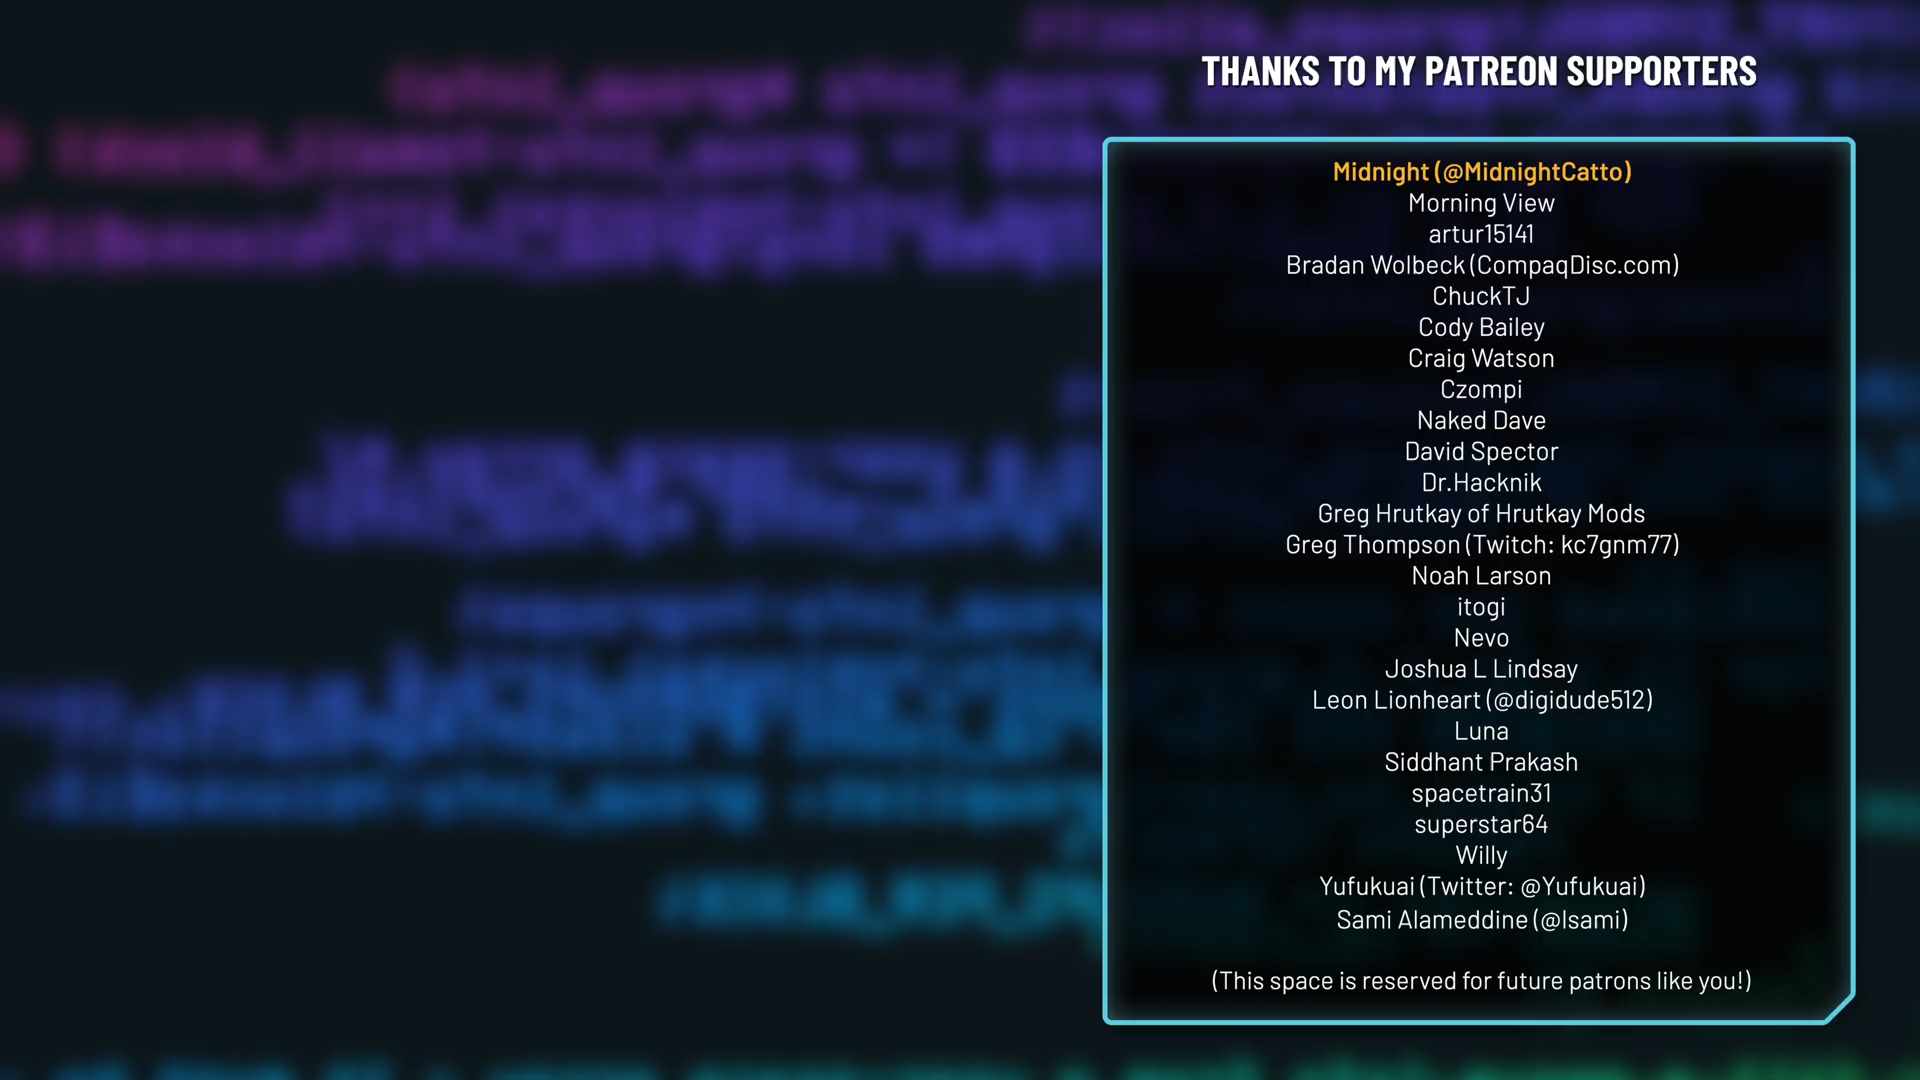 THANKS TO MY PATREON SUPPORTERS
Midnight (@MidnightCatto)
Morning View
artur15141
Bradan Wolbeck (CompaqDisc.com)
ChuckTJ
Cody Bailey
Craig Watson
Czompi
Naked Dave
David Spector
Dr.Hacknik
Greg Hrutkay of Hrutkay Mods
Greg Thompson (Twitch: kc7gnm77)
Noah Larson
itogi
Nevo
Joshua L Lindsay
Leon Lionheart (@digidude512)
Luna
Siddhant Prakash
spacetrain31
superstar64
Willy
Yufukuai (Twitter: @Yufukuai)
Sami Alameddine (@lsami)
(This space is reserved for future patrons like you!)